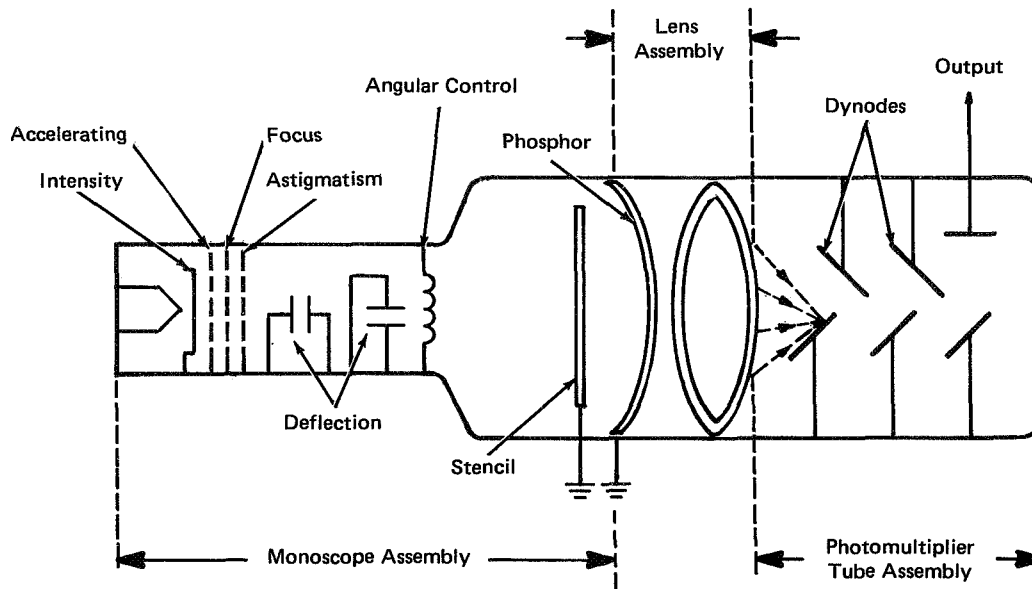 Lens
Assembly
Output
Angular Control
Dynodes
Accelerating
Focus
Phosphor
Intensity
Astigmatism
Deflection
Stencil
Monoscope Assembly
Photomultiplier
Tube Assembly